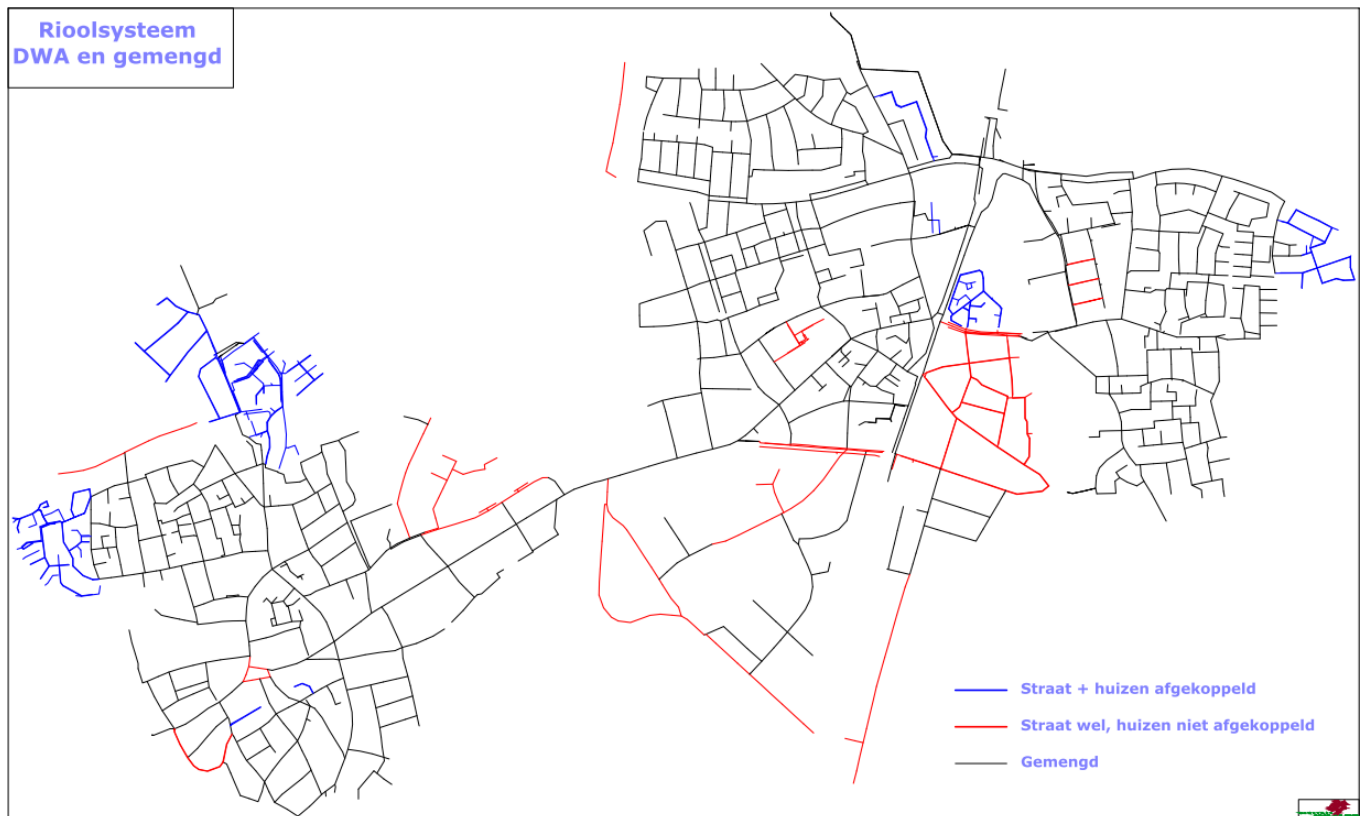 Rioolsysteem
DWA en gemengd
Straat + huizen afgekoppeld
Straat wel, huizen niet afgekoppeld
Gemengd